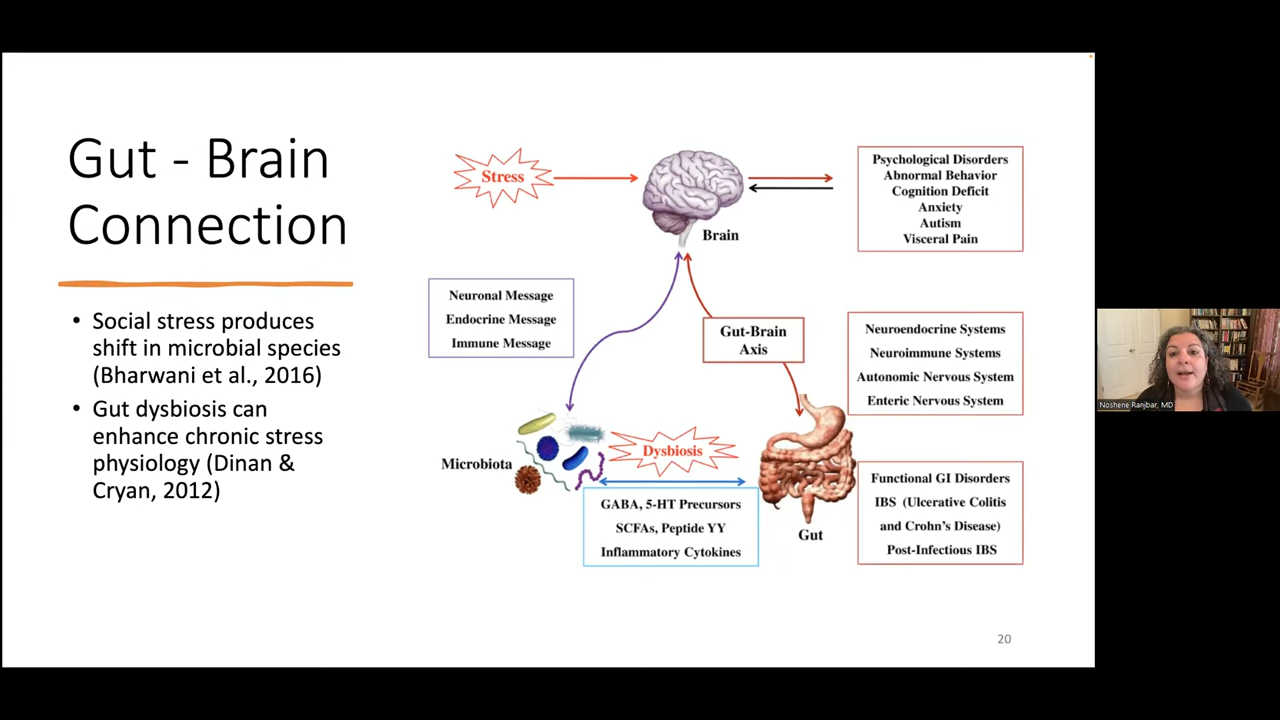 Gut - Brain
Connection
• Social stress produces
shift in microbial species
(Bharwani et al., 2016)
• Gut dysbiosis can
enhance chronic stress
physiology (Dinan &
Cryan, 2012)
Stress
Brain
Psychological Disorders
Abnormal Behavior
Cognition Deficit
Anxiety
Autism
Visceral Pain
Neuronal Message
Endocrine Message
Immune Message
Gut-Brain
Axis
Neuroendocrine Systems
Neuroimmune Systems
Autonomic Nervous System
Enteric Nervous System
Microbiota
Dysbiosis
GABA, 5-HT Precursors
SCFAs, Peptide YY
Inflammatory Cytokines
Gut
Functional GI Disorders
IBS (Ulcerative Colitis
and Crohn's Disease)
Post-Infectious IBS
20
Noshene Ranjbar, MD